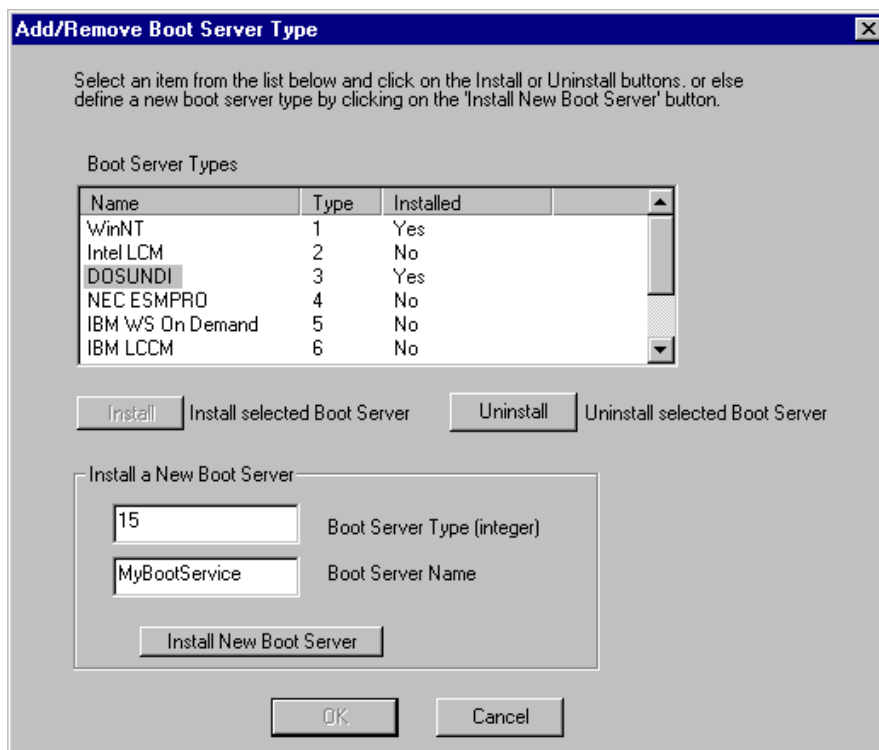 Add/Remove Boot Server Type
Select an item from the list below and click on the Install or Uninstall buttons. or else
define a new boot server type by clicking on the 'Install New Boot Server' button.
Boot Server Types
Name Type Installed
WinNT 1 Yes
Intel LCM 2 No
DOSUNDI 3 Yes
NEC ESMPRO 4 No
IBM WS On Demand 5 No
IBM LCCM 6 No
Install Install selected Boot Server Uninstall Uninstall selected Boot Server
Install a New Boot Server
15 Boot Server Type (integer)
MyBootService Boot Server Name
Install New Boot Server
OK Cancel